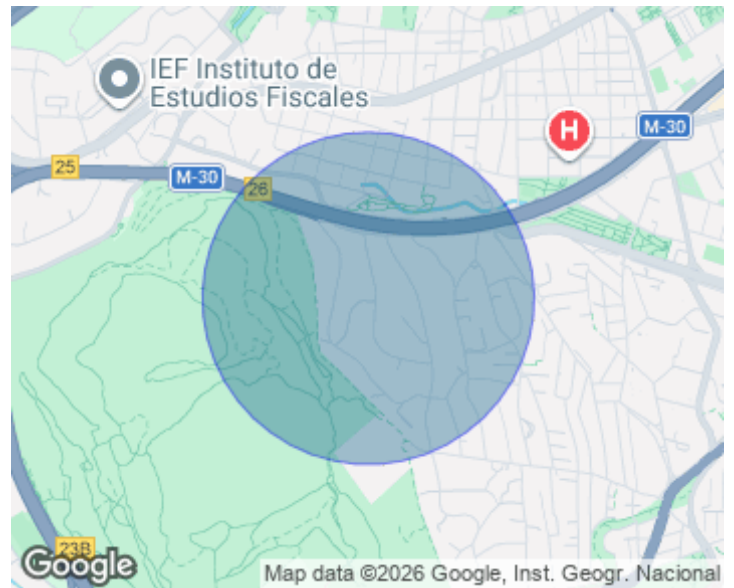 IEF Instituto de
Estudios Fiscales
H
M-30
25
M-30
26
23B
Google
Map data ©2026 Google, Inst. Geogr. Nacional